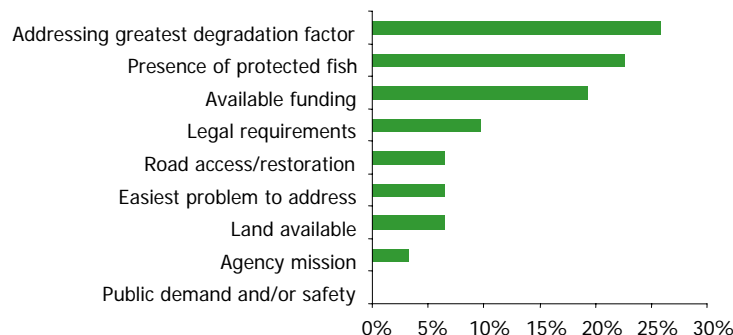 Addressing greatest degradation factor
Presence of protected fish
Available funding
Legal requirements
Road access/restoration
Easiest problem to address
Land available
Agency mission
Public demand and/or safety
0% 5% 10% 15% 20% 25% 30%